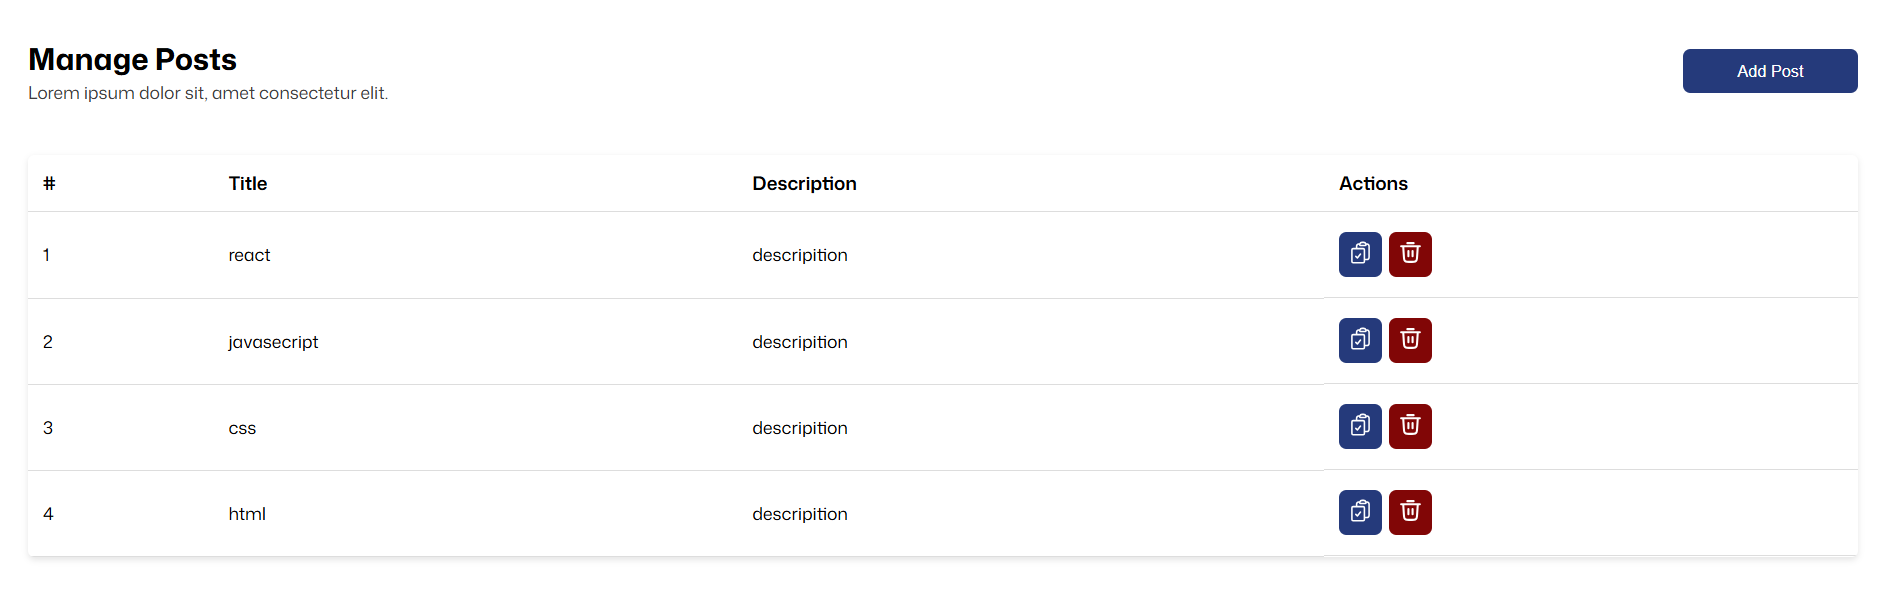 Manage Posts
Lorem ipsum dolor sit, amet consectetur elit.
Add Post
# Title Description Actions
1 react descripition
2 javasecript descripition
3 css descripition
4 html descripition